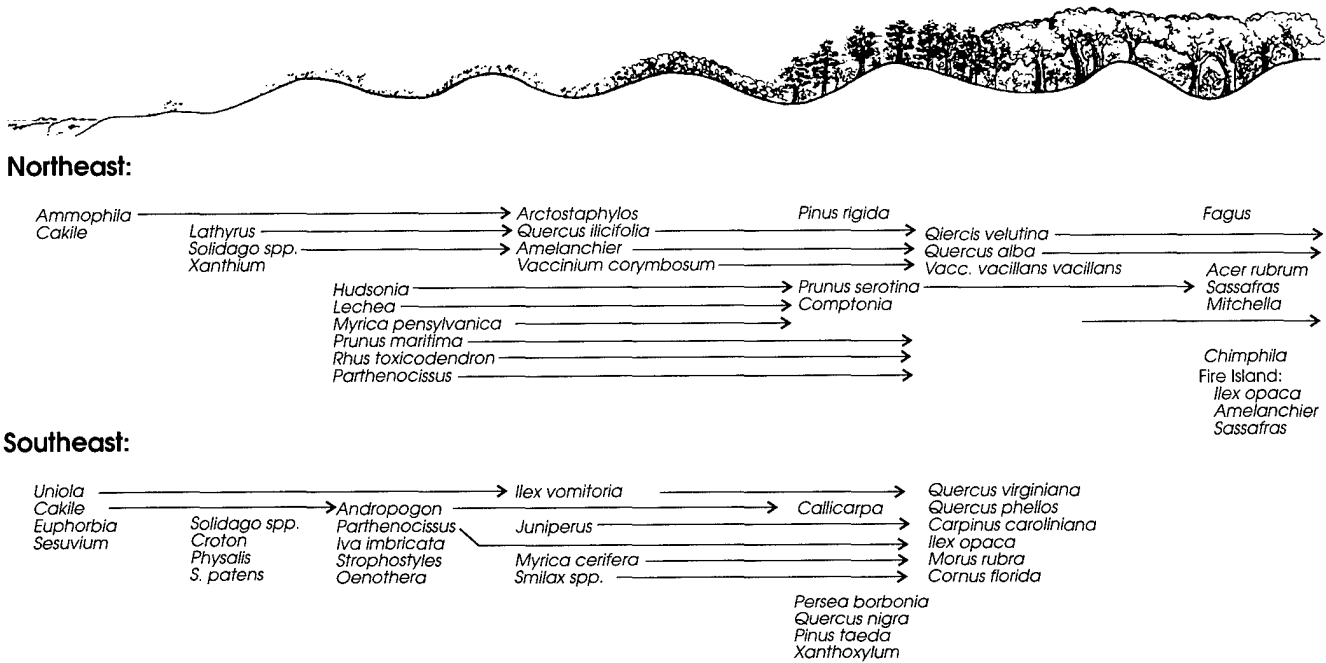 Northeast:
Ammophila Arctostaphylos Pinus rigida Fagus
Cakile Lathyrus Quercus ilicifolia Qiercis velutina
Solidago spp. Amelanchier Quercus alba
Xanthium Vaccinium corymbosum Vacc. vacillans vacillans Acer rubrum
Hudsonia Prunus serotina Sassafras
Lechea Comptonia Mitchella
Myrica pensylvanica
Prunus maritima
Rhus toxicodendron Chimphila
Parthenocissus Fire Island:
Ilex opaca
Amelanchier
Sassafras
Southeast:
Uniola Ilex vomitoria Quercus virginiana
Cakile Andropogon Callicarpa Quercus phellos
Euphorbia Solidago spp. Parthenocissus Juniperus Carpinus caroliniana
Sesuvium Croton Iva imbricata Ilex opaca
Physalis Strophostyles Myrica cerifera Morus rubra
S. patens Oenothera Smilax spp. Cornus florida
Persea borbonia
Quercus nigra
Pinus taeda
Xanthoxylum